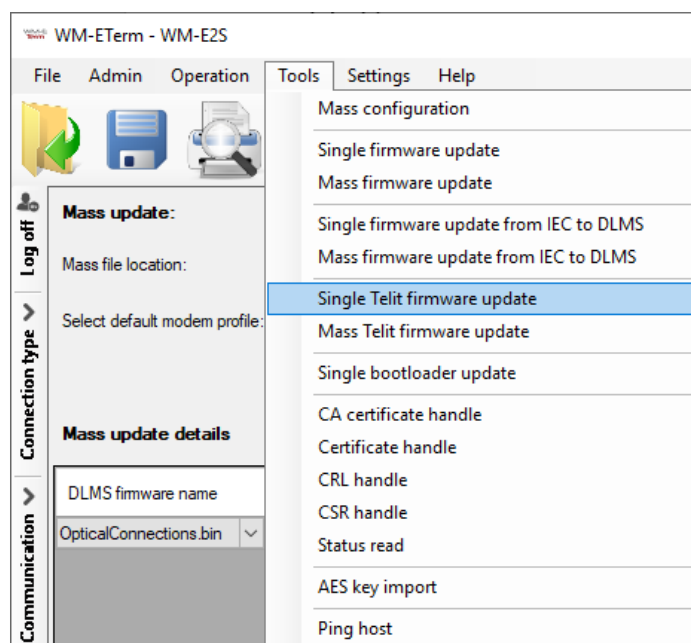 WM-ETerm - WM-E2S
File Admin Operation Tools Settings Help
Mass configuration
Single firmware update
Mass firmware update
Single firmware update from IEC to DLMS
Mass firmware update from IEC to DLMS
Single Telit firmware update
Mass Telit firmware update
Single bootloader update
CA certificate handle
Certificate handle
CRL handle
CSR handle
Status read
AES key import
Ping host
Log off
Connection type
Communication
Mass update:
Mass file location:
Select default modem profile:
Mass update details
DLMS firmware name
OpticalConnections.bin